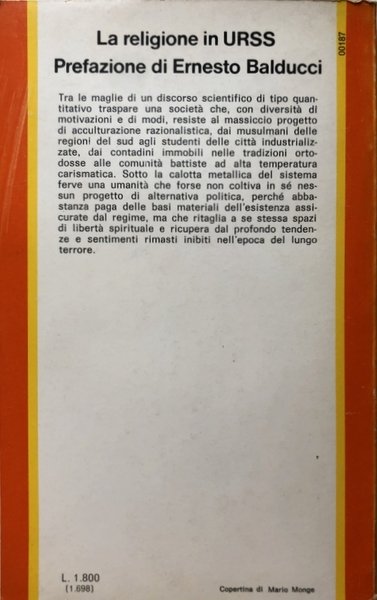 La religione in URSS
Prefazione di Ernesto Balducci
00187
Tra le maglie di un discorso scientifico di tipo quan-
titativo traspare una società che, con diversità di
motivazioni e di modi, resiste al massiccio progetto
di acculturazione razionalistica, dai musulmani delle
regioni del sud agli studenti delle città industrializ-
zate, dai contadini immobili nelle tradizioni orto-
dosse alle comunità battiste ad alta temperatura
carismatica. Sotto la calotta metallica del sistema
ferve una umanità che forse non coltiva in sé nes-
sun progetto di alternativa politica, perché abba-
stanza paga delle basi materiali dell'esistenza assi-
curate dal regime, ma che ritaglia a se stessa spazi
di libertà spirituale e ricupera dal profondo tenden-
ze e sentimenti rimasti inibiti nell'epoca del lungo
terrore.
L. 1.800
(1.698)
Copertina di Mario Monge